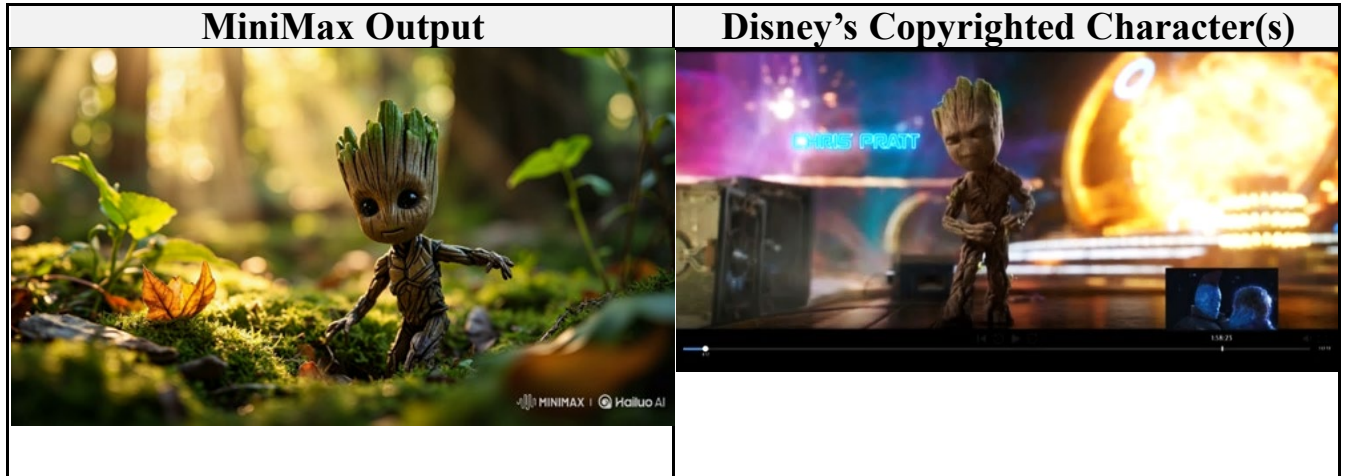 MiniMax Output
Disney’s Copyrighted Character(s)
MINIMAX | Hailuo AI
CHRIS PRATT
1:58:25